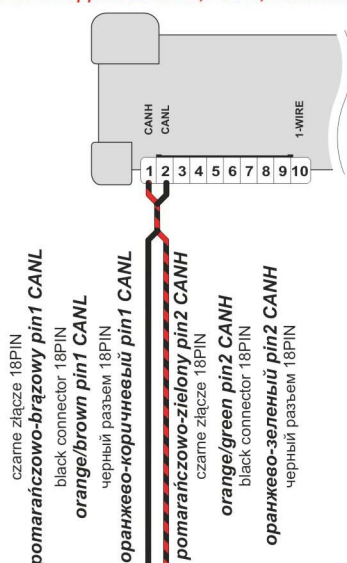 CANH
CANL
1-WIRE
1 2 3 4 5 6 7 8 9 10
czarne złącze 18PIN
pomarańczowo-brązowy pin1 CANL
black connector 18PIN
orange/brown pin1 CANL
черный разъем 18PIN
оранжево-коричневый pin1 CANL
pomarańczowo-zielony pin2 CANH
czarne złącze 18PIN
orange/green pin2 CANH
black connector 18PIN
оранжево-зеленый pin2 CANH
черный разъем 18PIN